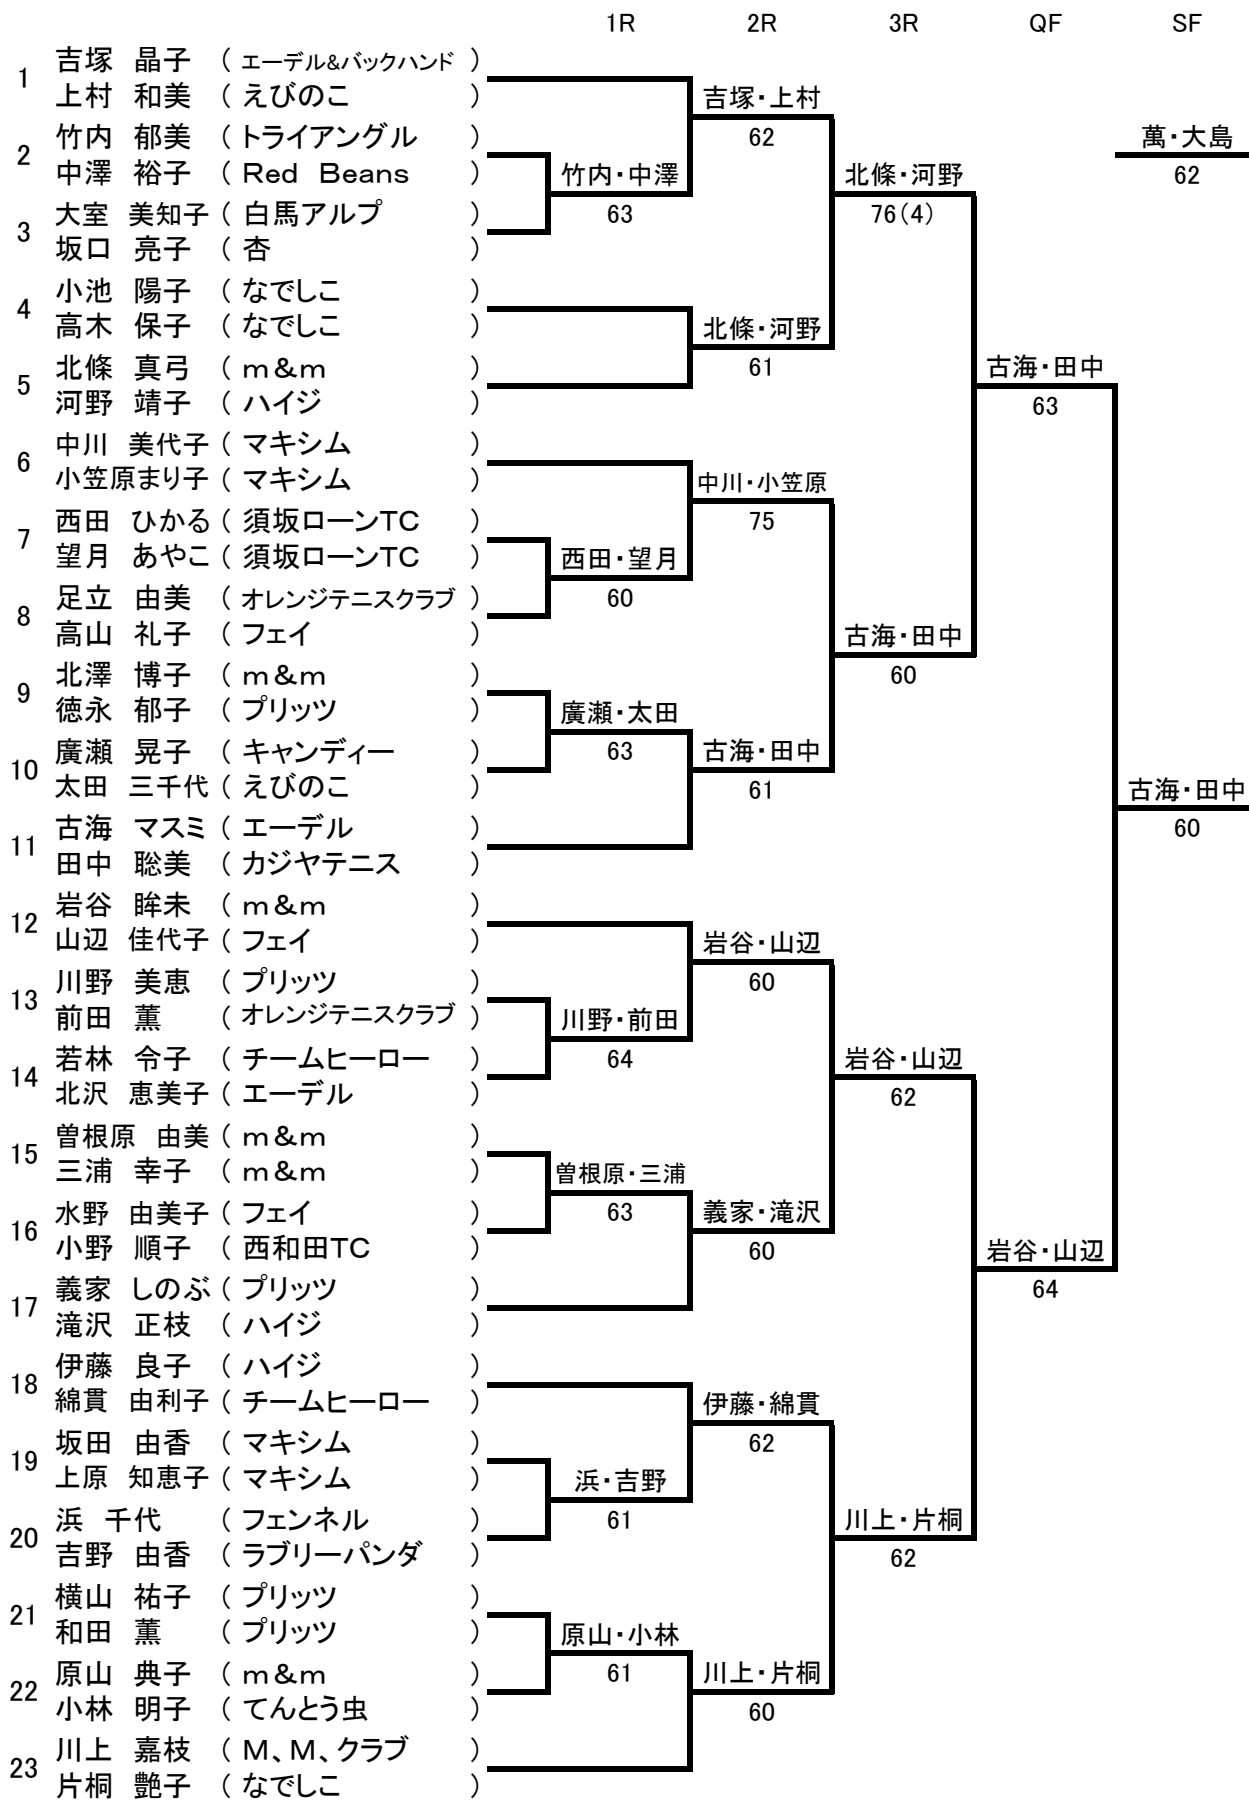 1R 2R 3R QF SF
1
吉塚 晶子 ( エーデル&バックハンド )
上村 和美 ( えびのこ )
2
竹内 郁美 ( トライアングル )
中澤 裕子 ( Red Beans )
3
大室 美知子 ( 白馬アルプ )
坂口 亮子 ( 杏 )
4
小池 陽子 ( なでしこ )
高木 保子 ( なでしこ )
5
北條 真弓 ( m&m )
河野 靖子 ( ハイジ )
6
中川 美代子 ( マキシム )
小笠原まり子 ( マキシム )
7
西田 ひかる ( 須坂ローンTC )
望月 あやこ ( 須坂ローンTC )
8
足立 由美 ( オレンジテニスクラブ )
高山 礼子 ( フェイ )
9
北澤 博子 ( m&m )
徳永 郁子 ( プリッツ )
10
廣瀬 晃子 ( キャンディー )
太田 三千代 ( えびのこ )
11
古海 マスミ ( エーデル )
田中 聡美 ( カジヤテニス )
12
岩谷 眸未 ( m&m )
山辺 佳代子 ( フェイ )
13
川野 美恵 ( プリッツ )
前田 薫 ( オレンジテニスクラブ )
14
若林 令子 ( チームヒーロー )
北沢 恵美子 ( エーデル )
15
曽根原 由美 ( m&m )
三浦 幸子 ( m&m )
16
水野 由美子 ( フェイ )
小野 順子 ( 西和田TC )
17
義家 しのぶ ( プリッツ )
滝沢 正枝 ( ハイジ )
18
伊藤 良子 ( ハイジ )
綿貫 由利子 ( チームヒーロー )
19
坂田 由香 ( マキシム )
上原 知恵子 ( マキシム )
20
浜 千代 ( フェンネル )
吉野 由香 ( ラブリーパンダ )
21
横山 祐子 ( プリッツ )
和田 薫 ( プリッツ )
22
原山 典子 ( m&m )
小林 明子 ( てんとう虫 )
23
川上 嘉枝 ( M、M、クラブ )
片桐 艶子 ( なでしこ )
竹内・中澤
63
西田・望月
60
廣瀬・太田
63
川野・前田
64
曽根原・三浦
63
浜・吉野
61
原山・小林
61
吉塚・上村
62
北條・河野
61
中川・小笠原
75
古海・田中
61
岩谷・山辺
60
義家・滝沢
60
伊藤・綿貫
62
川上・片桐
60
北條・河野
76(4)
古海・田中
60
岩谷・山辺
62
川上・片桐
62
古海・田中
63
岩谷・山辺
64
萬・大島
62
古海・田中
60